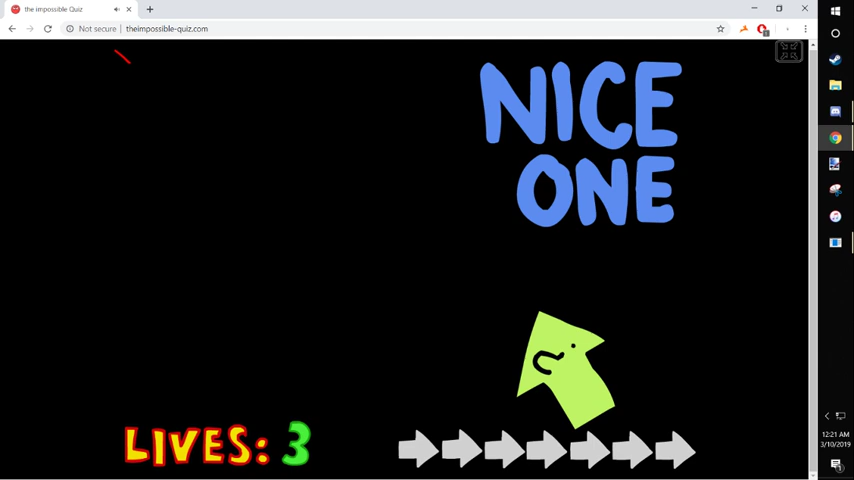 the impossible Quiz
Not secure
theimpossible-quiz.com
NICE
ONE
LIVES: 3
12:21 AM
3/10/2019